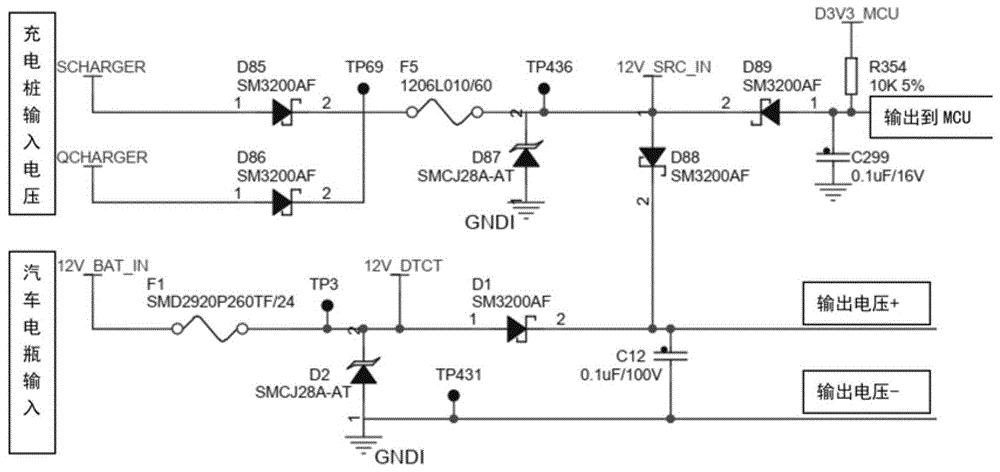 充电桩输入电压
SCHARGER
D85
SM3200AF
1
2
TP69
F5
1206L010/60
TP436
12V_SRC_IN
D89
SM3200AF
2
1
D3V3_MCU
R354
10K 5%
输出到 MCU
QCHARGER
D86
SM3200AF
1
2
2
D87
SMCJ28A-AT
1
GNDI
1
D88
SM3200AF
2
C299
0.1uF/16V
汽车电瓶输入
12V_BAT_IN
F1
SMD2920P260TF/24
TP3
12V_DTCT
D1
SM3200AF
1
2
输出电压+
2
D2
SMCJ28A-AT
1
GNDI
TP431
C12
0.1uF/100V
输出电压-